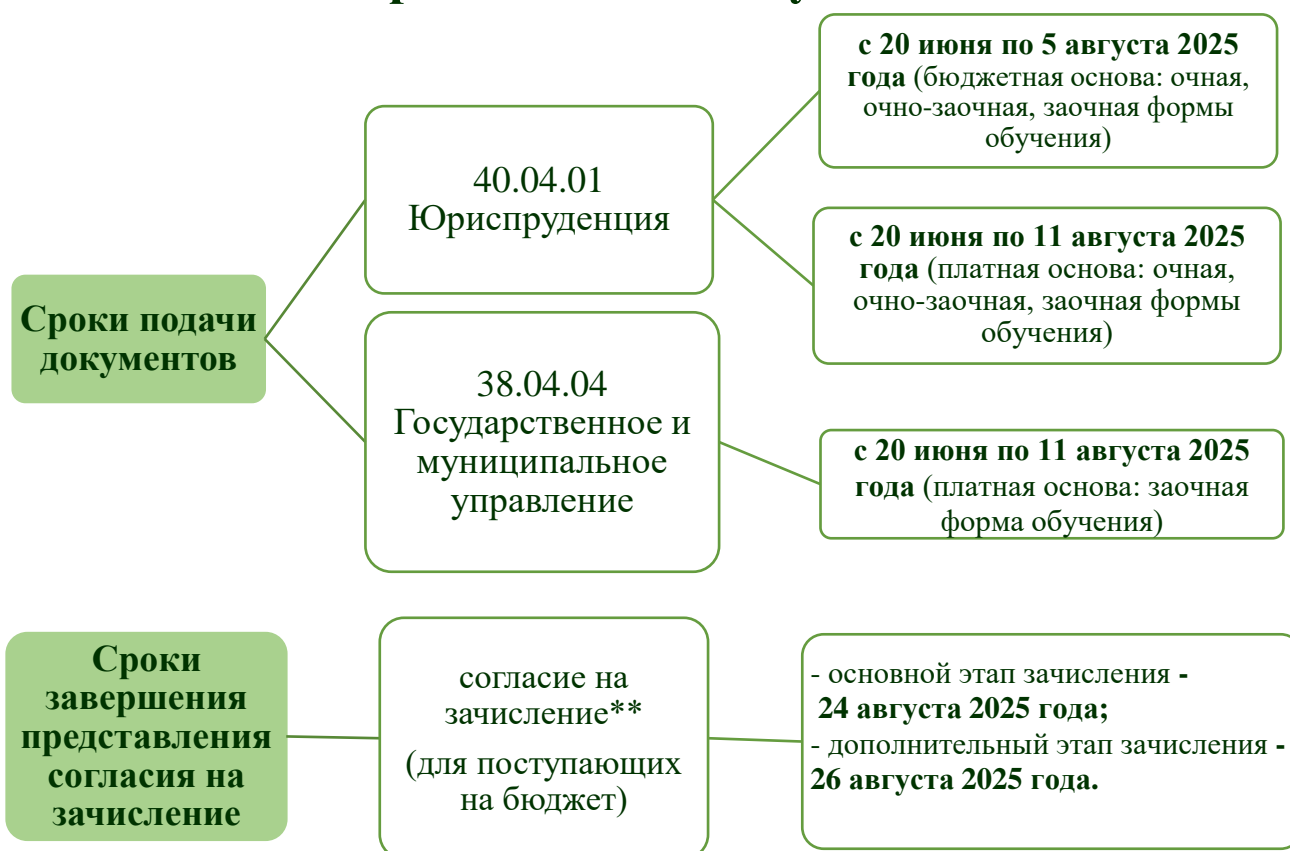 Сроки подачи
документов
40.04.01
Юриспруденция
с 20 июня по 5 августа 2025
года (бюджетная основа: очная,
очно-заочная, заочная формы
обучения)
с 20 июня по 11 августа 2025
года (платная основа: очная,
очно-заочная, заочная формы
обучения)
38.04.04
Государственное и
муниципальное
управление
с 20 июня по 11 августа 2025
года (платная основа: заочная
форма обучения)
Сроки
завершения
представления
согласия на
зачисление
согласие на
зачисление**
(для поступающих
на бюджет)
- основной этап зачисления -
24 августа 2025 года;
- дополнительный этап зачисления -
26 августа 2025 года.